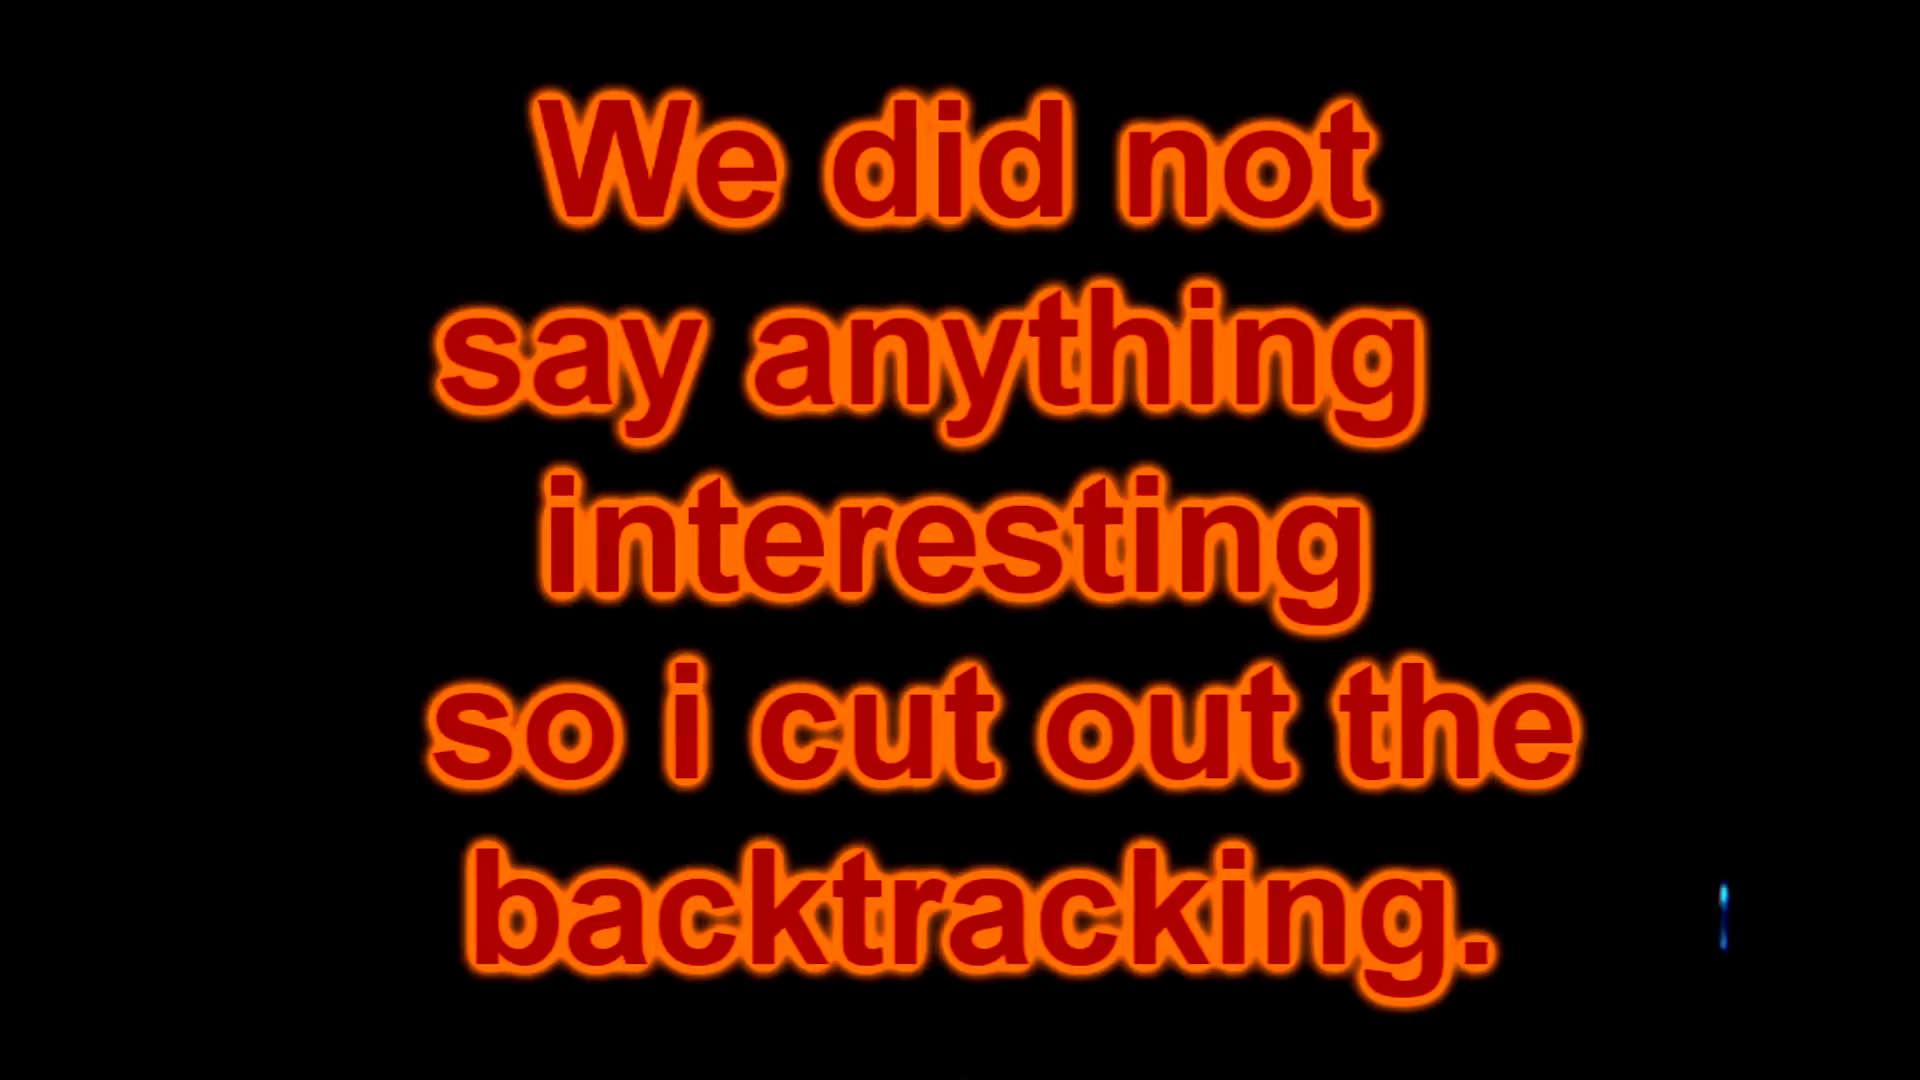 We did not
say anything
interesting
so i cut out the
backtracking.